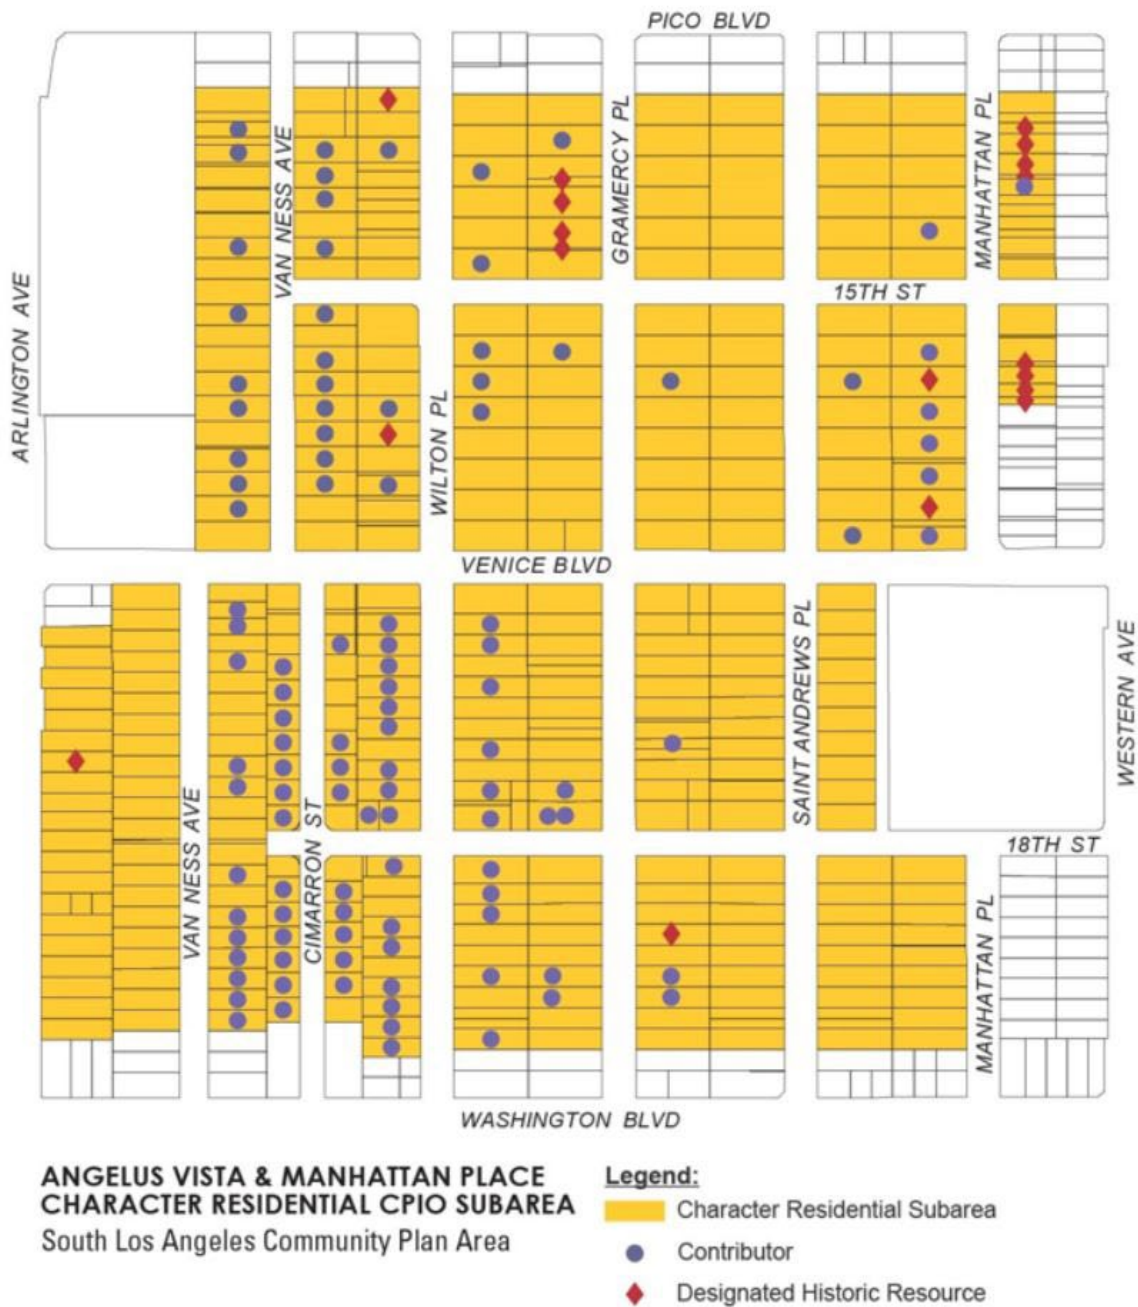 PICO BLVD
GRAMERCY PL
MANHATTAN PL
VAN NESS AVE
ARLINGTON AVE
15TH ST
WILTON PL
VENICE BLVD
SAINT ANDREWS PL
WESTERN AVE
VAN NESS AVE
CIMARRON ST
18TH ST
MANHATTAN PL
WASHINGTON BLVD
ANGELUS VISTA & MANHATTAN PLACE
CHARACTER RESIDENTIAL CPIO SUBAREA
South Los Angeles Community Plan Area
Legend:
Character Residential Subarea
Contributor
Designated Historic Resource